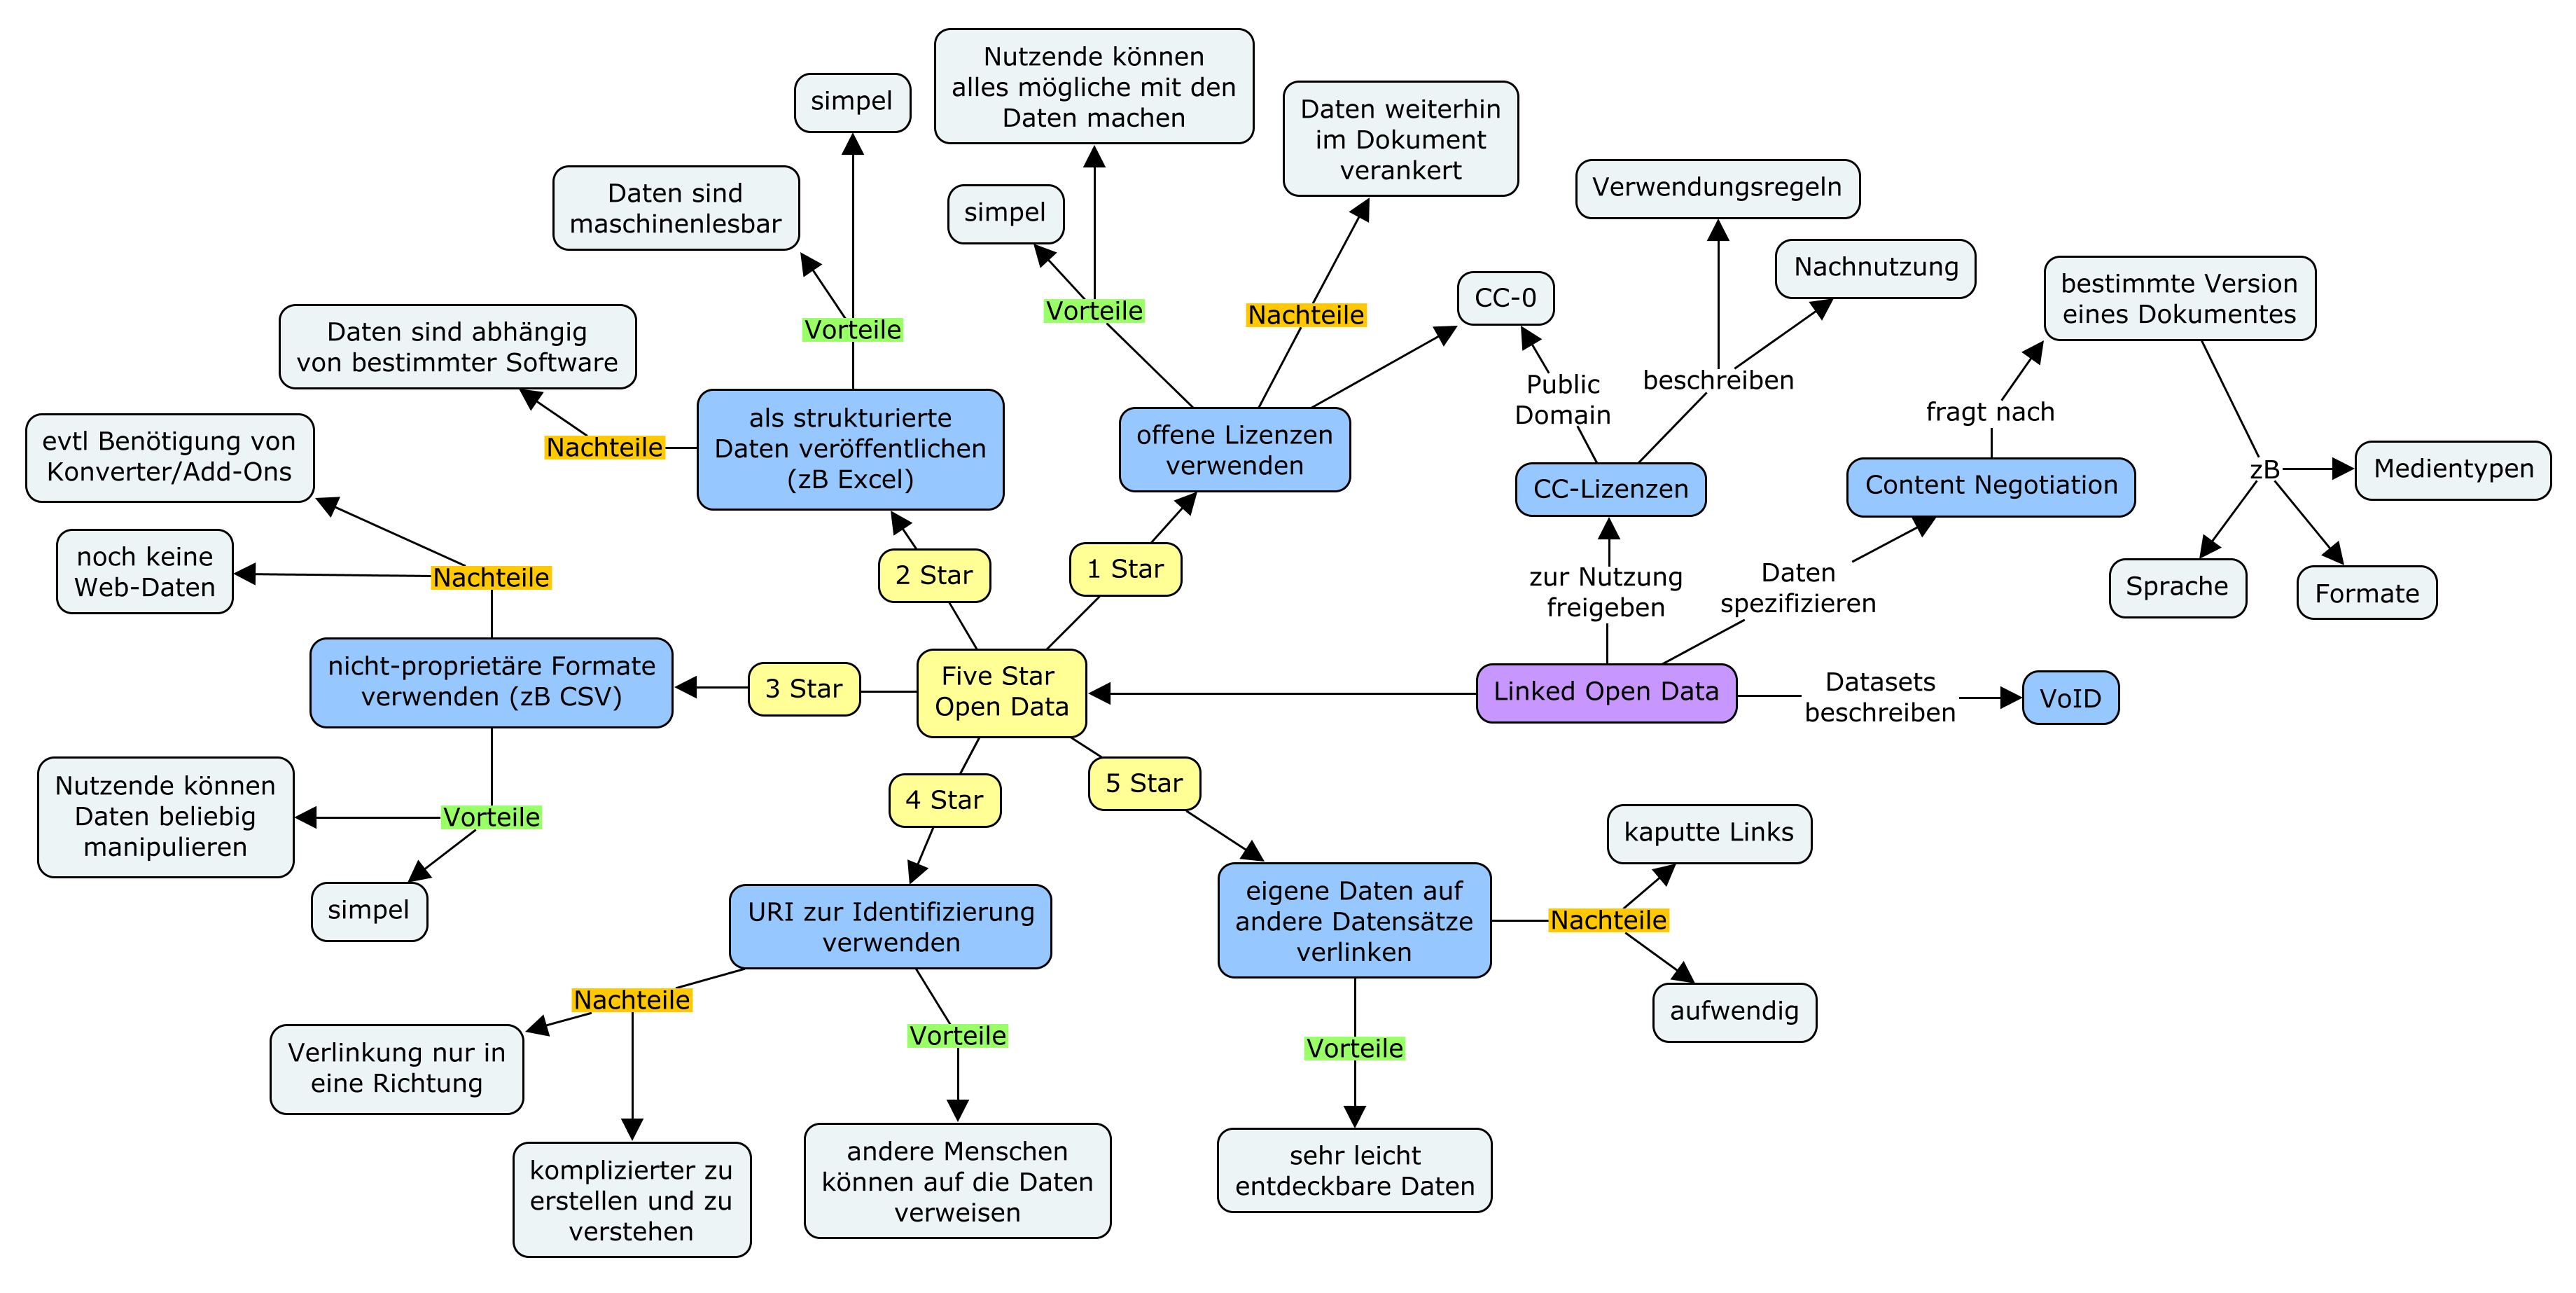 Nutzende können
alles mögliche mit den
Daten machen
simpel
Daten weiterhin
im Dokument
verankert
Daten sind
maschinenlesbar
simpel
Verwendungsregeln
Nachnutzung
bestimmte Version
eines Dokumentes
CC-0
Vorteile
Nachteile
Vorteile
Daten sind abhängig
von bestimmter Software
Nachteile
als strukturierte
Daten veröffentlichen
(zB Excel)
offene Lizenzen
verwenden
Public
Domain
beschreiben
fragt nach
CC-Lizenzen
Content Negotiation
zB
Medientypen
Sprache
Formate
evtl Benötigung von
Konverter/Add-Ons
noch keine
Web-Daten
Nachteile
2 Star
1 Star
zur Nutzung
freigeben
Daten
spezifizieren
nicht-proprietäre Formate
verwenden (zB CSV)
3 Star
Five Star
Open Data
Linked Open Data
Datasets
beschreiben
VoID
Nutzende können
Daten beliebig
manipulieren
Vorteile
simpel
4 Star
5 Star
URI zur Identifizierung
verwenden
eigene Daten auf
andere Datensätze
verlinken
kaputte Links
Nachteile
aufwendig
Nachteile
Vorteile
Vorteile
Verlinkung nur in
eine Richtung
komplizierter zu
erstellen und zu
verstehen
andere Menschen
können auf die Daten
verweisen
sehr leicht
entdeckbare Daten